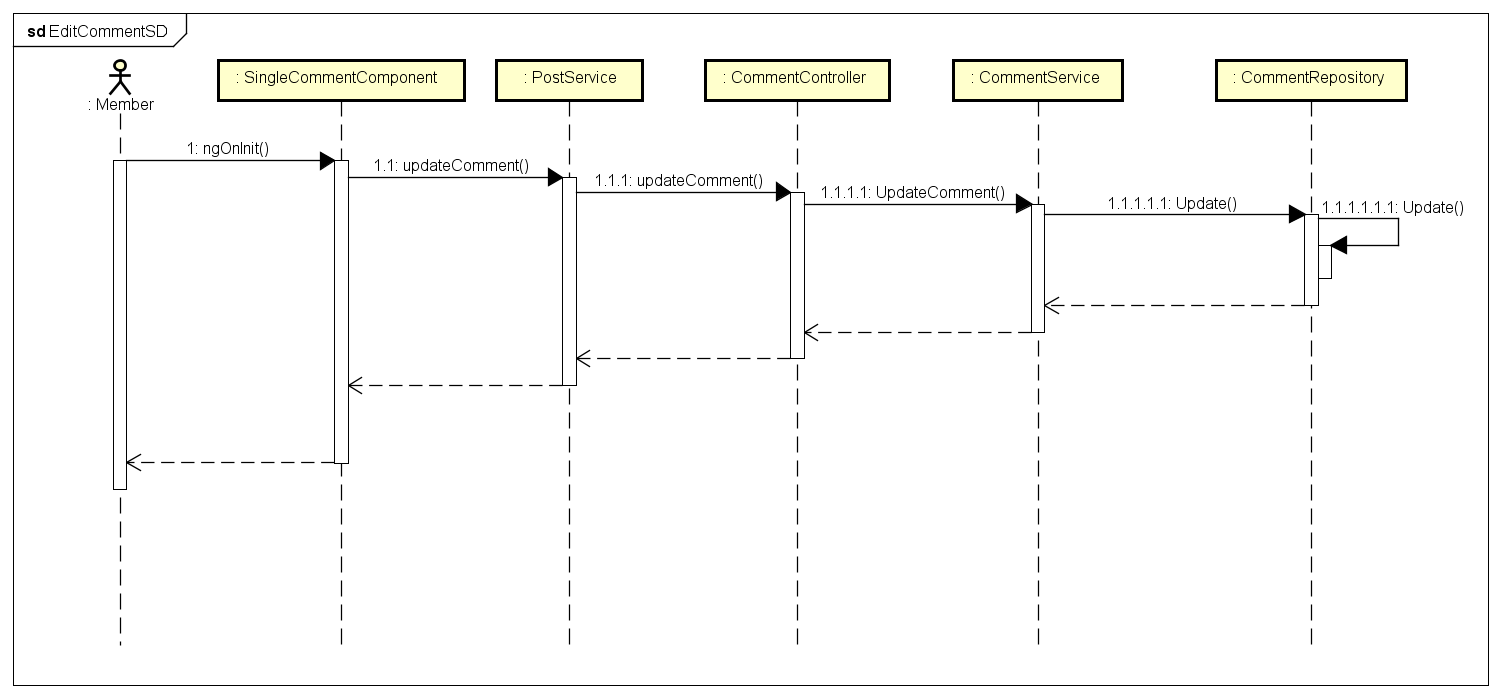 sd EditCommentSD
: Member
: SingleCommentComponent
: PostService
: CommentController
: CommentService
: CommentRepository
1: ngOnInit()
1.1: updateComment()
1.1.1: updateComment()
1.1.1.1: UpdateComment()
1.1.1.1.1: Update()
1.1.1.1.1.1: Update()